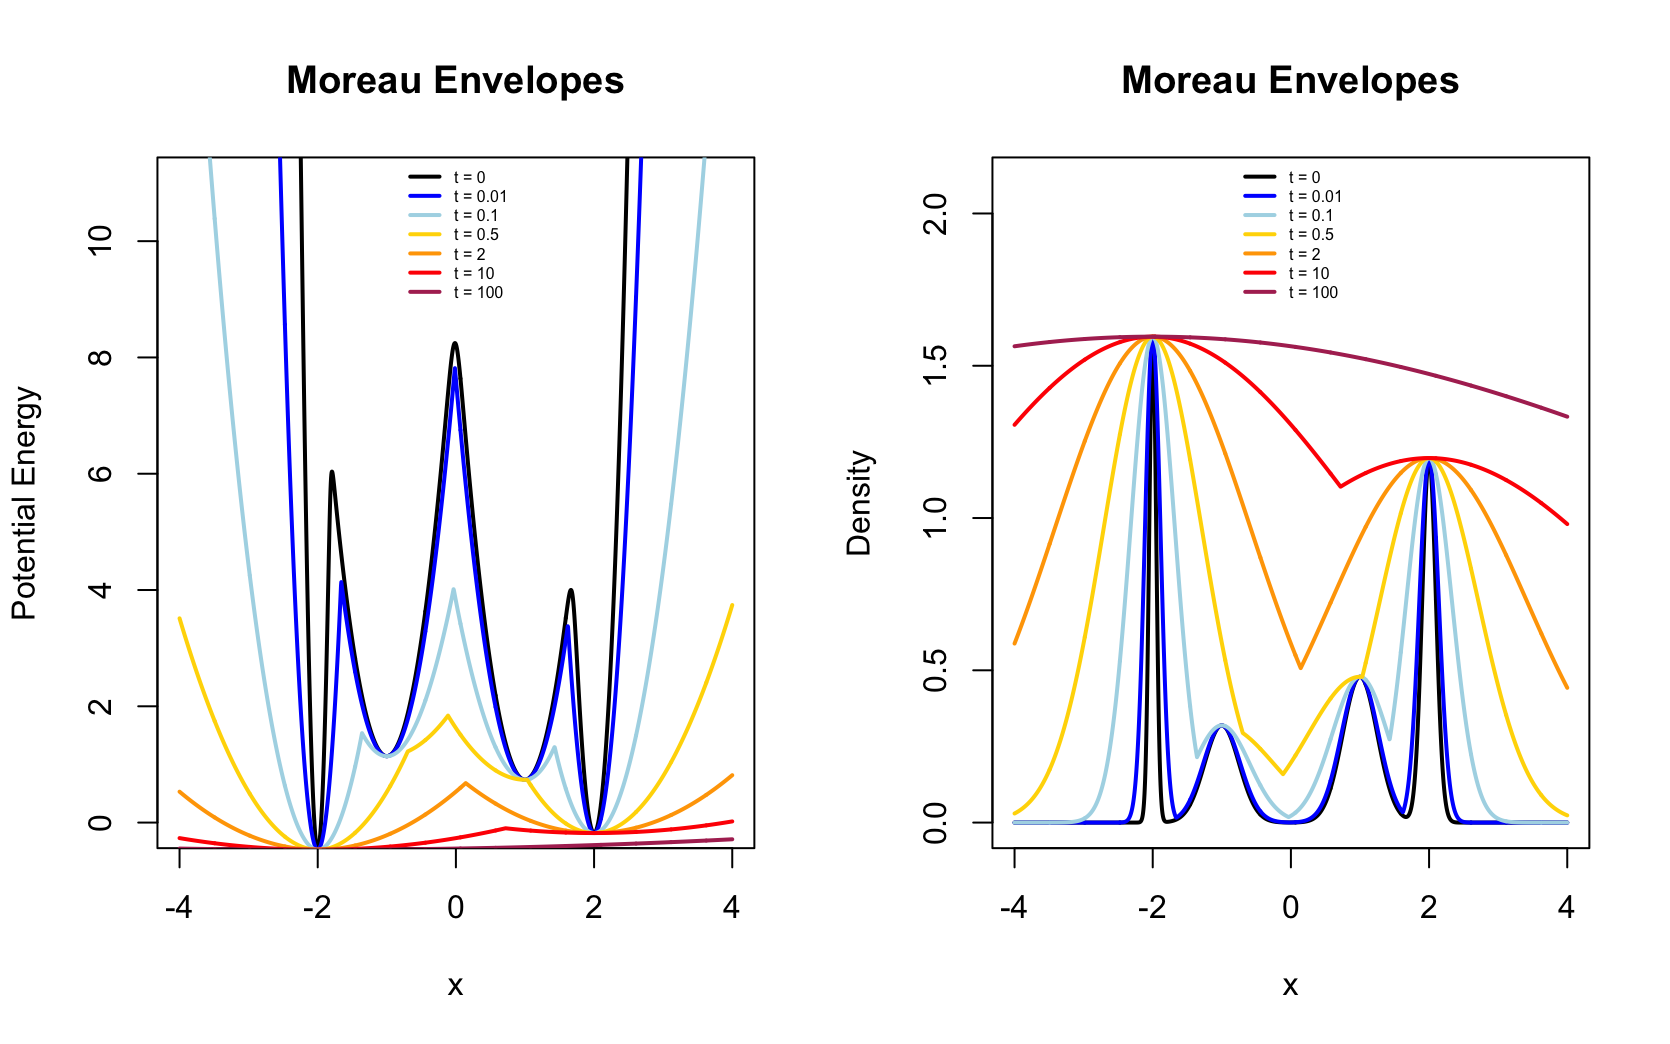 Moreau Envelopes
t = 0
t = 0.01
t = 0.1
t = 0.5
t = 2
t = 10
t = 100
Potential Energy
10
8
6
4
2
0
-4 -2 0 2 4
x
Moreau Envelopes
t = 0
t = 0.01
t = 0.1
t = 0.5
t = 2
t = 10
t = 100
Density
2.0
1.5
1.0
0.5
0.0
-4 -2 0 2 4
x